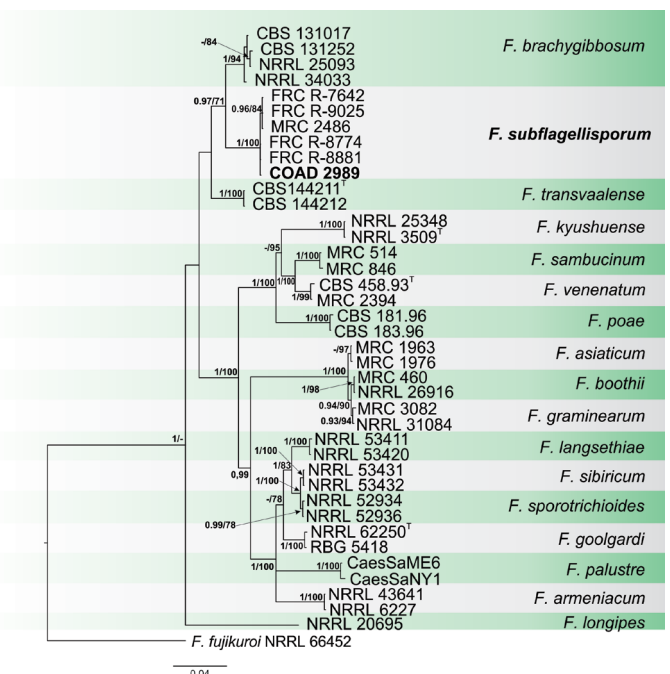 CBS 131017
CBS 131252
NRRL 25093
NRRL 34033
-/84
1/94
F. brachygibbosum
0.97/71
FRC R-7642
FRC R-9025
MRC 2486
FRC R-8774
FRC R-8881
COAD 2989
0.96/84
1/100
F. subflagellisporum
CBS144211T
CBS 144212
1/100
F. transvaalense
NRRL 25348
NRRL 3509T
1/100
F. kyushuense
-/95
MRC 514
MRC 846
1/100
F. sambucinum
1/100
1/100
CBS 458.93T
MRC 2394
1/99
F. venenatum
CBS 181.96
CBS 183.96
1/100
F. poae
1/100
MRC 1963
MRC 1976
-/97
F. asiaticum
1/100
MRC 460
NRRL 26916
1/98
F. boothii
MRC 3082
NRRL 31084
0.94/90
0.93/94
F. graminearum
1/-
0,99
NRRL 53411
NRRL 53420
1/100
F. langsethiae
1/100
1/83
NRRL 53431
NRRL 53432
1/100
F. sibiricum
-/78
NRRL 52934
NRRL 52936
0.99/78
F. sporotrichioides
NRRL 62250T
RBG 5418
1/100
F. goolgardi
1/100
CaesSaME6
CaesSaNY1
1/100
F. palustre
NRRL 43641
NRRL 6227
1/100
F. armeniacum
NRRL 20695
F. longipes
F. fujikuroi NRRL 66452
0.04